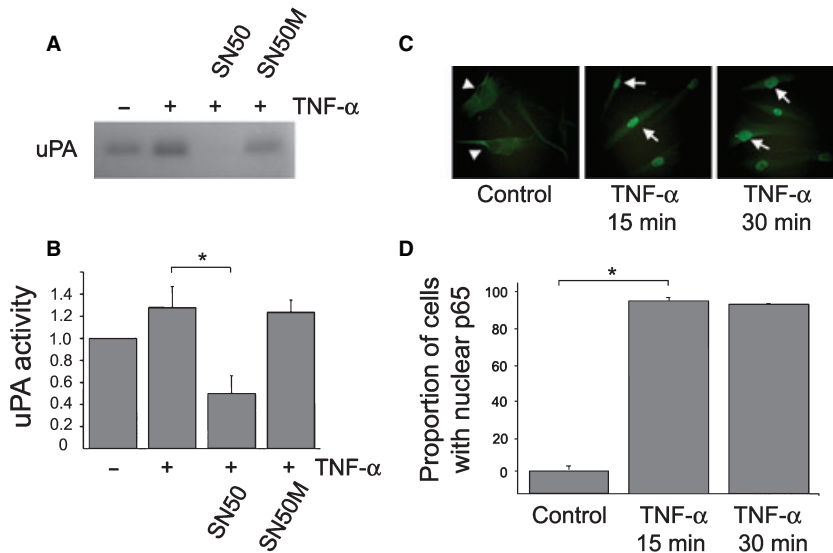 A
SN50
SN50M
– + + + TNF-α
uPA
B
*
uPA activity
1.4
1.2
1.0
0.8
0.6
0.4
0.2
0
– + + + TNF-α
SN50
SN50M
C
Control
TNF-α
15 min
TNF-α
30 min
D
*
Proportion of cells
with nuclear p65
100
80
60
40
20
0
Control
TNF-α
15 min
TNF-α
30 min